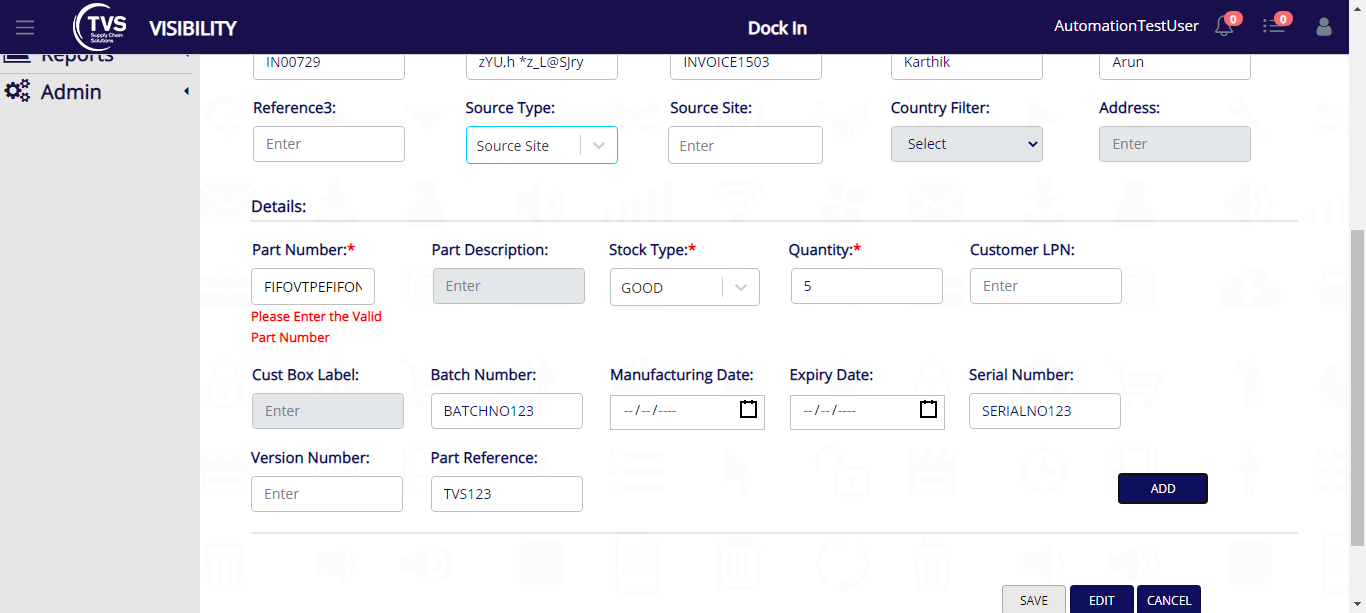 TVS
Supply Chain
Solutions
VISIBILITY
Dock In
AutomationTestUser
0
0
Reports
Admin
IN00729
zYU,h *z_L@SJry
INVOICE1503
Karthik
Arun
Reference3:
Source Type:
Source Site:
Country Filter:
Address:
Enter
Source Site
Enter
Select
Enter
Details:
Part Number:*
Part Description:
Stock Type:*
Quantity:*
Customer LPN:
FIFOVTPEFIFON
Enter
GOOD
5
Enter
Please Enter the Valid
Part Number
Cust Box Label:
Batch Number:
Manufacturing Date:
Expiry Date:
Serial Number:
Enter
BATCHNO123
--/--/----
--/--/----
SERIALNO123
Version Number:
Part Reference:
Enter
TVS123
ADD
SAVE
EDIT
CANCEL